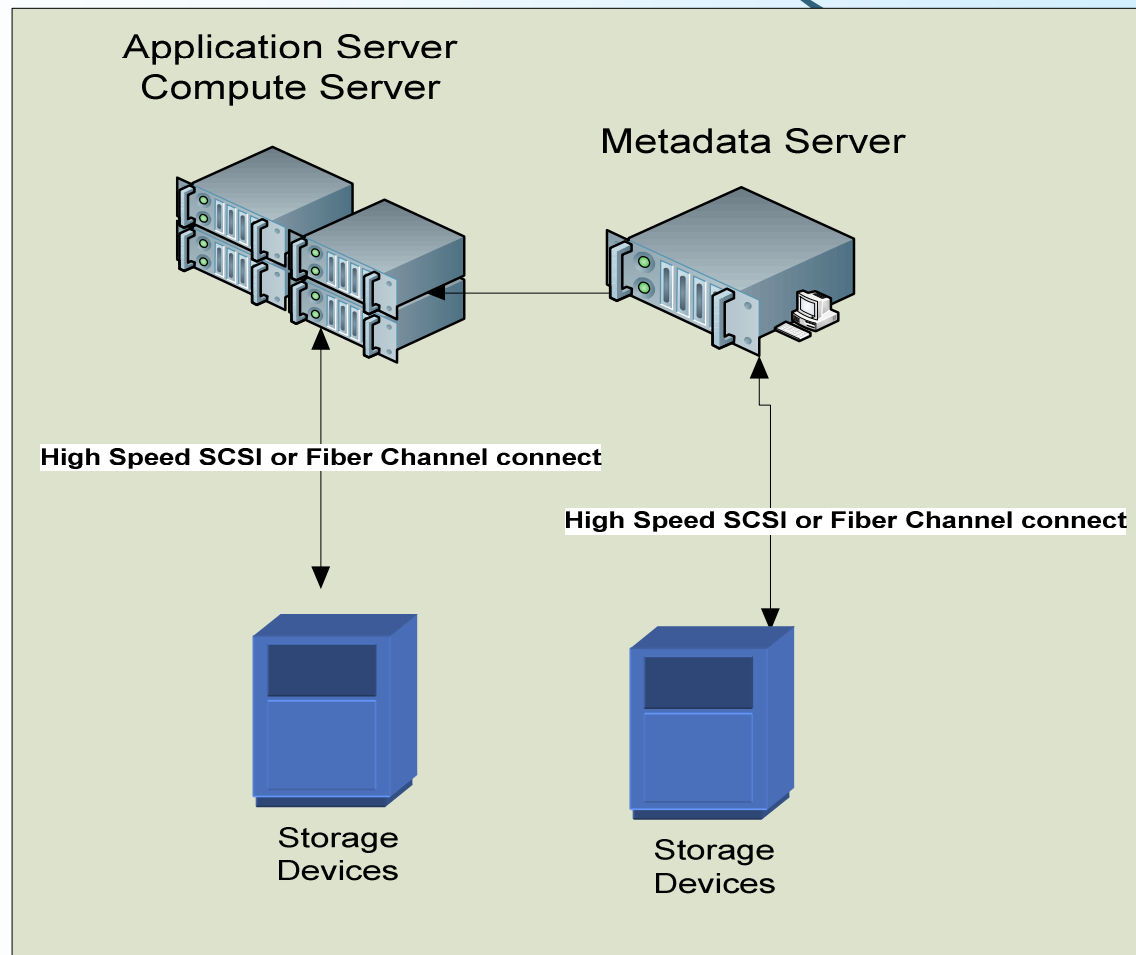 Application Server
Compute Server
Metadata Server
High Speed SCSI or Fiber Channel connect
High Speed SCSI or Fiber Channel connect
Storage
Devices
Storage
Devices